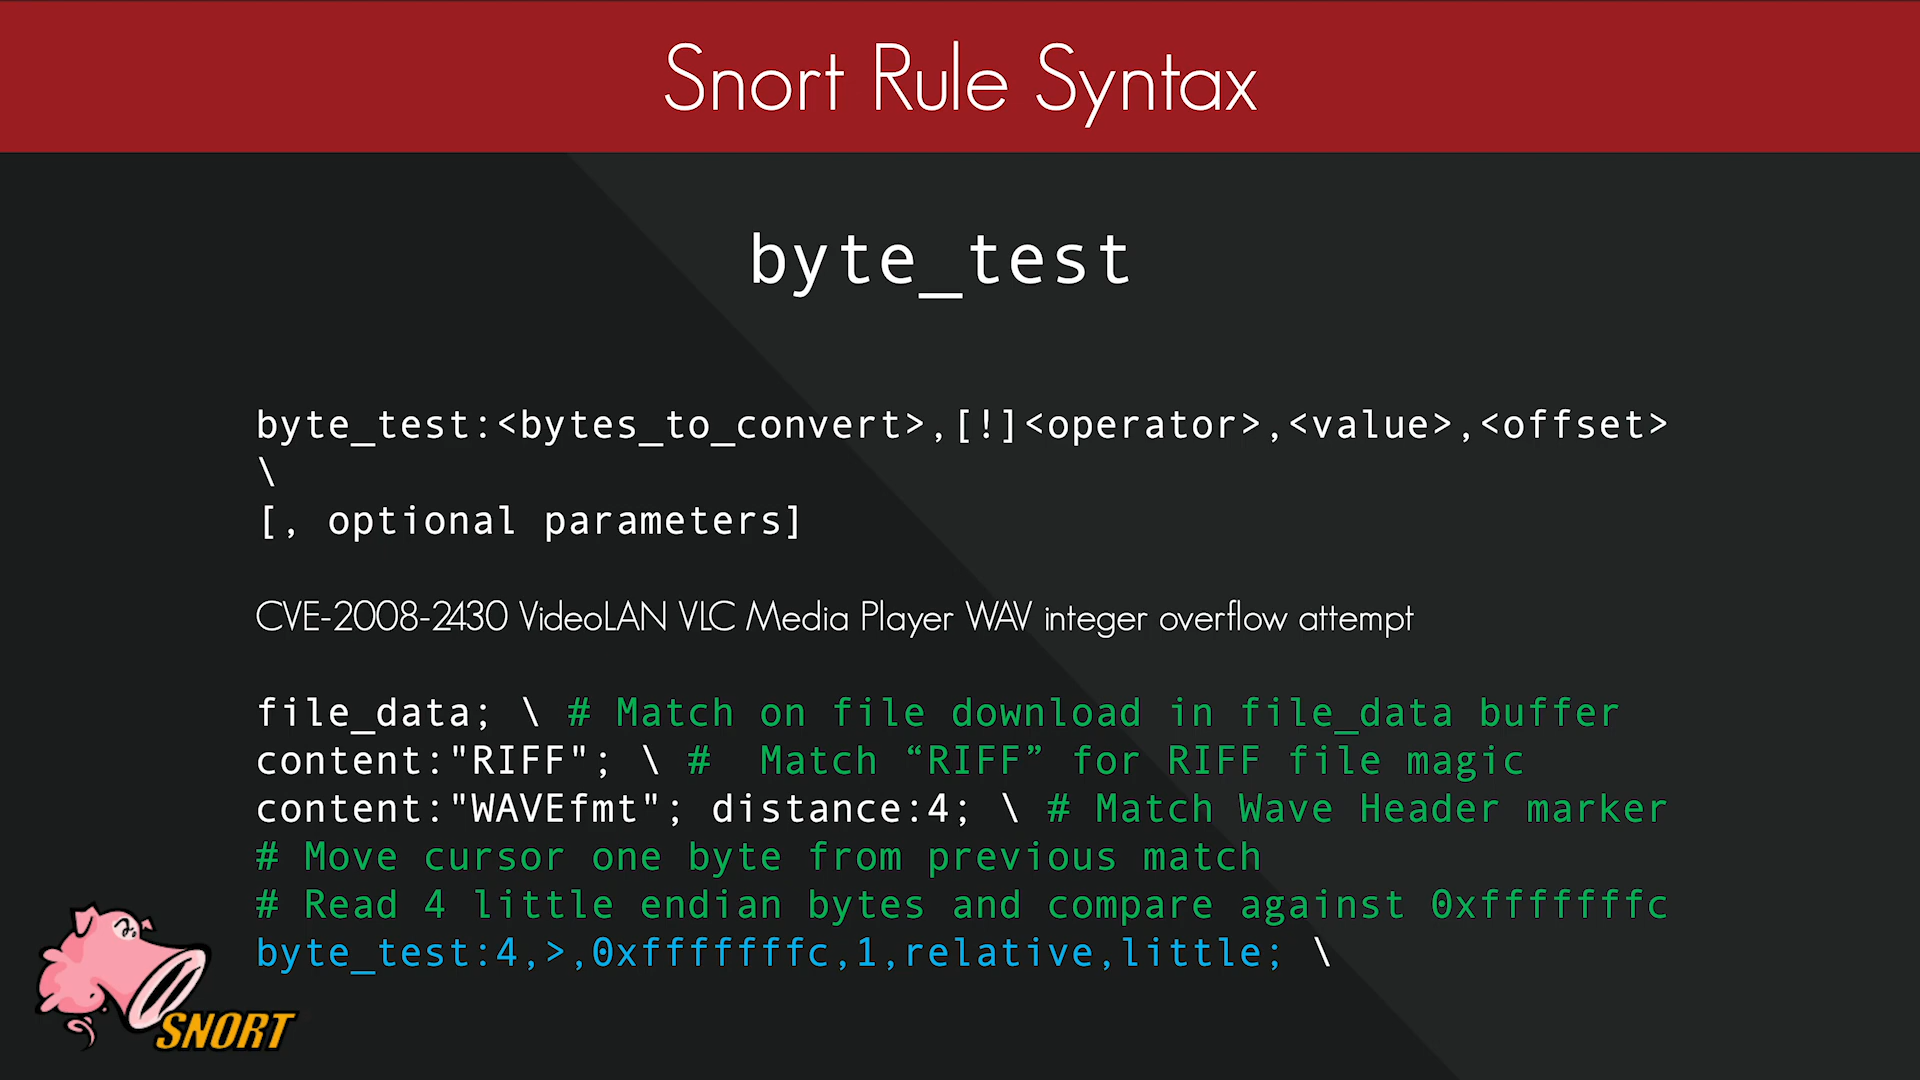 Snort Rule Syntax
byte_test
byte_test:<bytes_to_convert>,[!]<operator>,<value>,<offset>
\
[, optional parameters]
CVE-2008-2430 VideoLAN VLC Media Player WAV integer overflow attempt
file_data; \ # Match on file download in file_data buffer
content:"RIFF"; \ #  Match “RIFF” for RIFF file magic
content:"WAVEfmt"; distance:4; \ # Match Wave Header marker
# Move cursor one byte from previous match
# Read 4 little endian bytes and compare against 0xfffffffc
byte_test:4,>,0xfffffffc,1,relative,little; \
SNORT